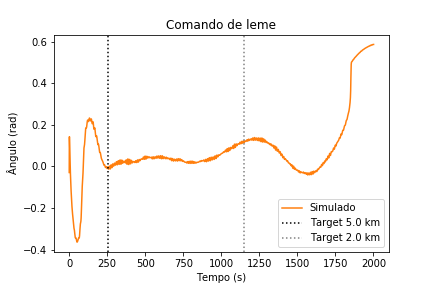 Comando de leme
Ângulo (rad)
0.6
0.4
0.2
0.0
−0.2
−0.4
0 250 500 750 1000 1250 1500 1750 2000
Tempo (s)
Simulado
Target 5.0 km
Target 2.0 km